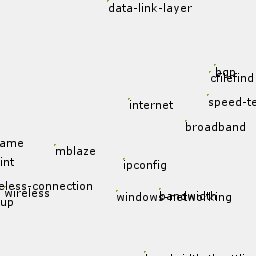 data-link-layer
bgp
chilefind
internet
speed-te
broadband
ame
mblaze
int
ipconfig
eless-connection
wireless
windows-networking
bandwidth
up